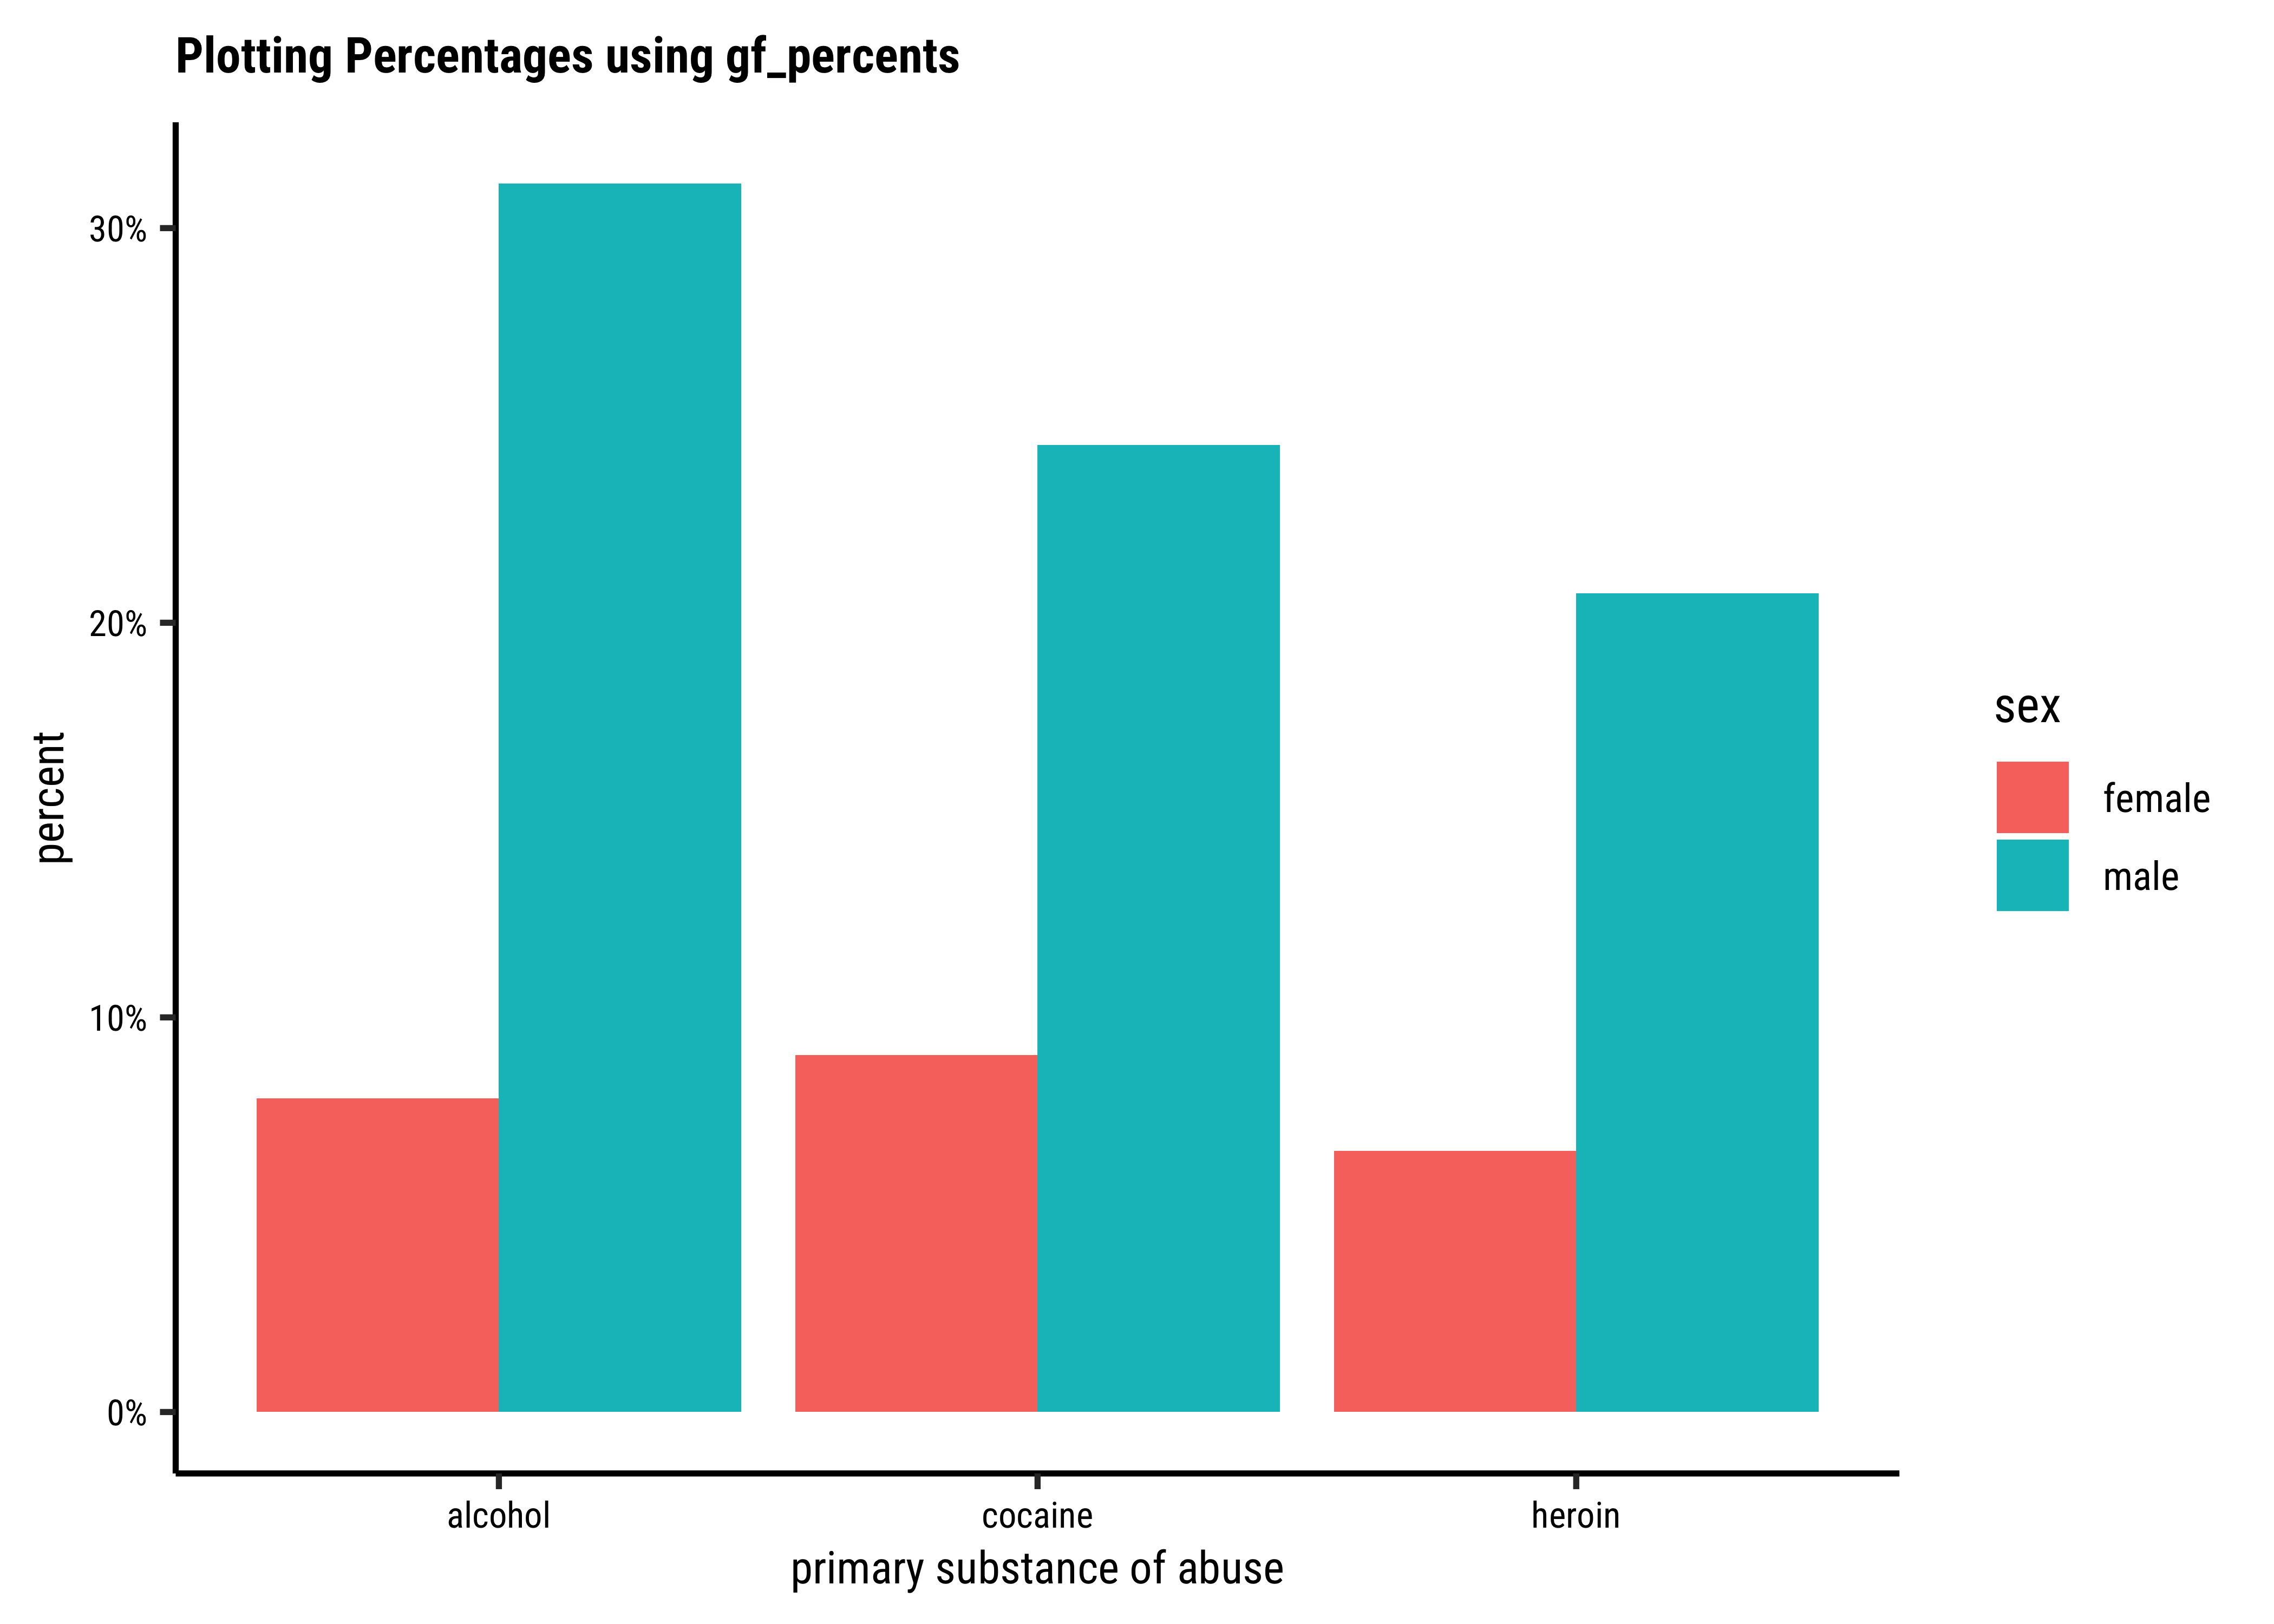 Plotting Percentages using gf_percents
30%
20%
10%
0%
percent
alcohol
cocaine
heroin
primary substance of abuse
sex
female
male